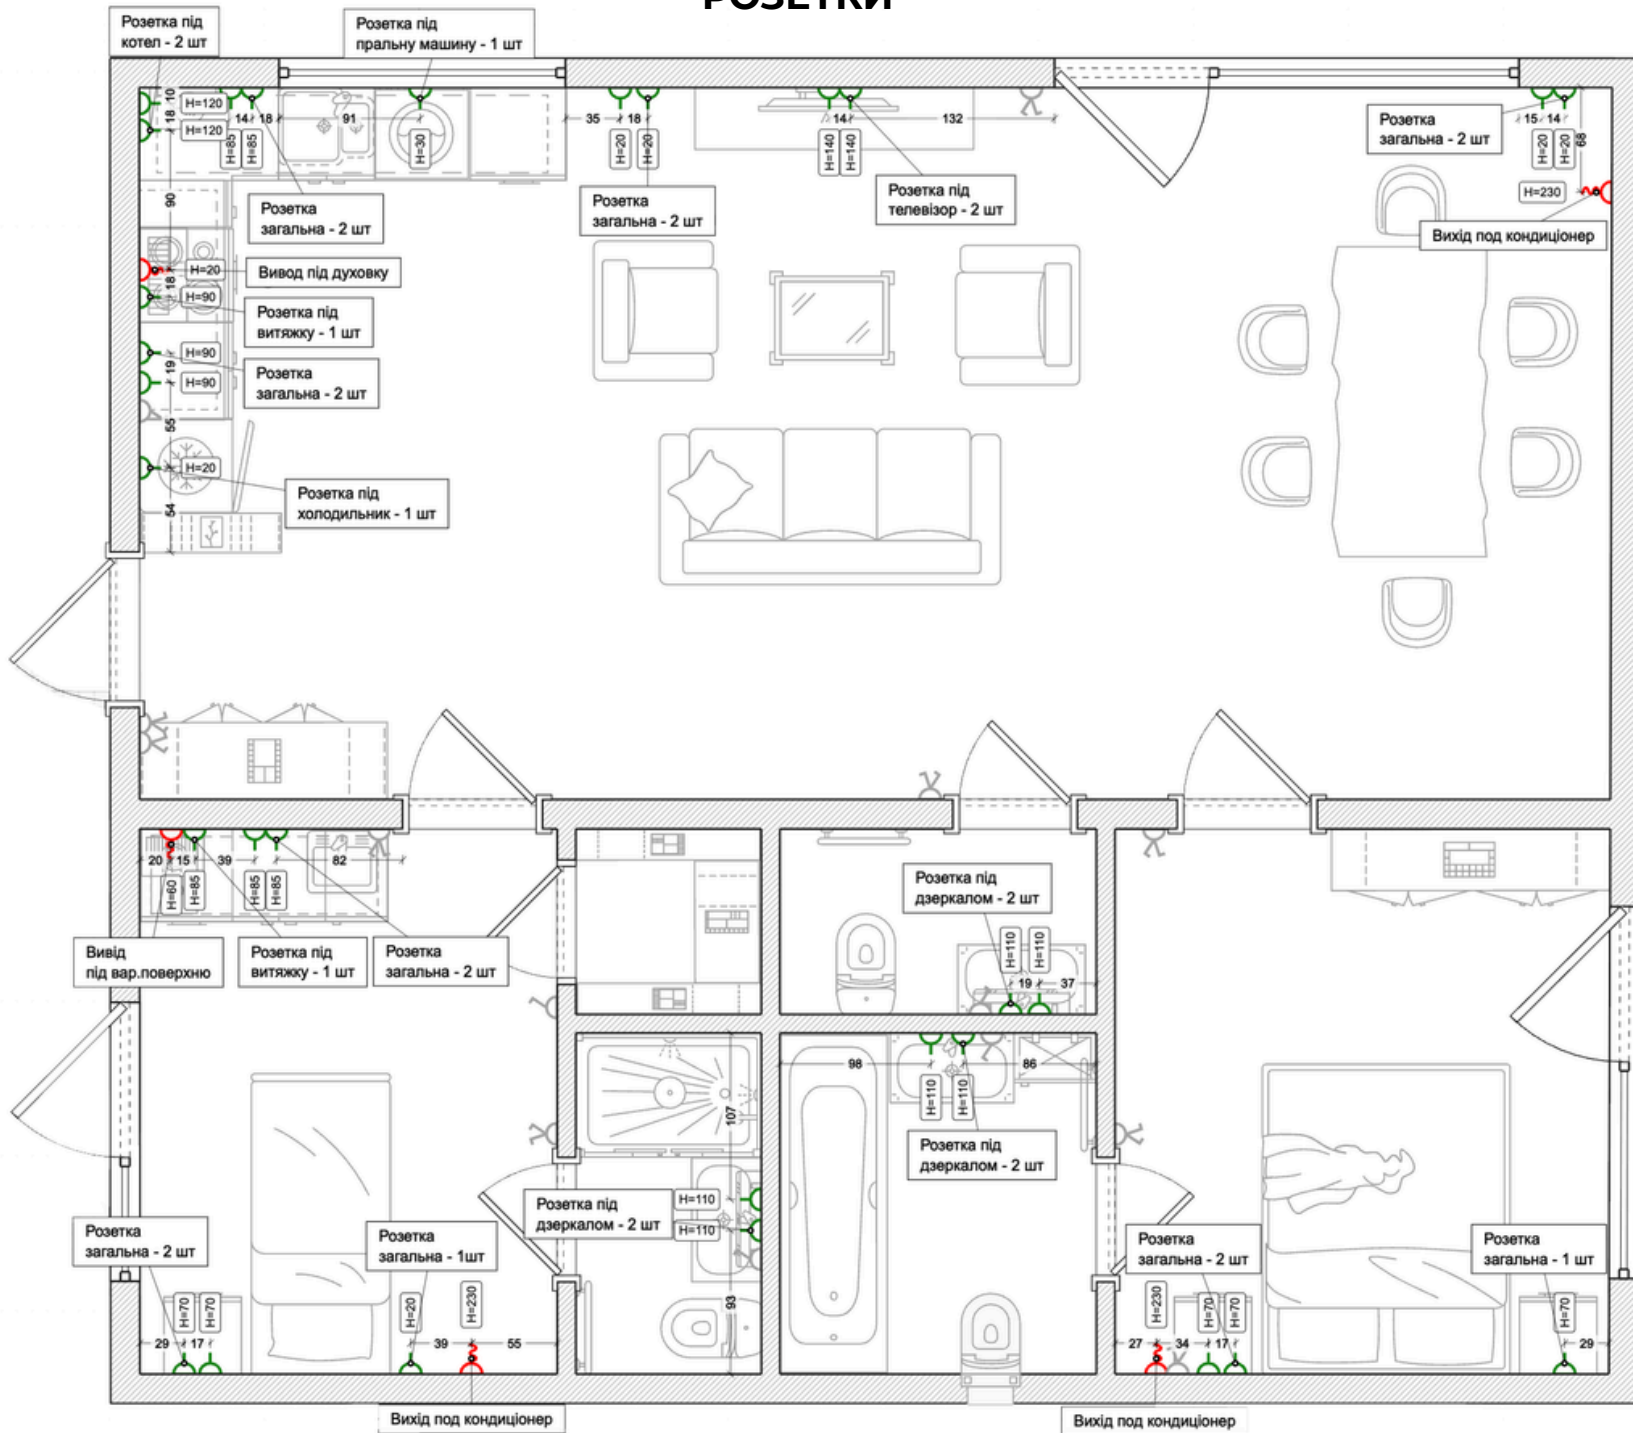 РОЗЕТКИ
Розетка під
котел - 2 шт
Розетка під
пральну машину - 1 шт
10
18
H=120
H=120
14
18
91
H=85
H=85
H=30
35
18
H=20
H=20
14
132
H=140
H=140
Розетка
загальна - 2 шт
15
14
68
H=20
H=20
H=230
Вихід под кондиціонер
Розетка
загальна - 2 шт
Розетка
загальна - 2 шт
Розетка під
телевізор - 2 шт
90
H=20
Вивод під духовку
18
H=90
Розетка під
витяжку - 1 шт
H=90
19
H=90
Розетка
загальна - 2 шт
55
H=20
Розетка під
холодильник - 1 шт
54
20
15
39
82
H=60
H=85
H=85
H=85
Вивід
під вар.поверхню
Розетка під
витяжку - 1 шт
Розетка
загальна - 2 шт
Розетка під
дзеркалом - 2 шт
H=110
H=110
19
37
98
86
H=110
H=110
Розетка під
дзеркалом - 2 шт
107
H=110
H=110
Розетка під
дзеркалом - 2 шт
93
Розетка
загальна - 2 шт
Розетка
загальна - 1шт
H=70
H=70
H=20
H=230
29
17
39
55
Вихід под кондиціонер
Розетка
загальна - 2 шт
Розетка
загальна - 1 шт
H=230
H=70
H=70
H=70
27
34
17
29
Вихід под кондиціонер